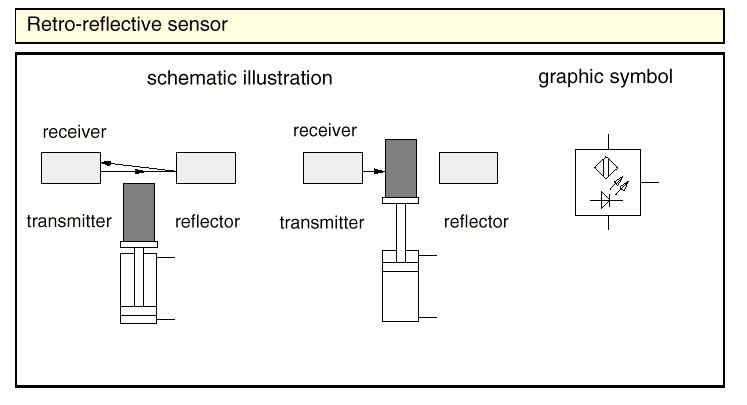 Retro-reflective sensor
schematic illustration
graphic symbol
receiver
receiver
transmitter
reflector
transmitter
reflector